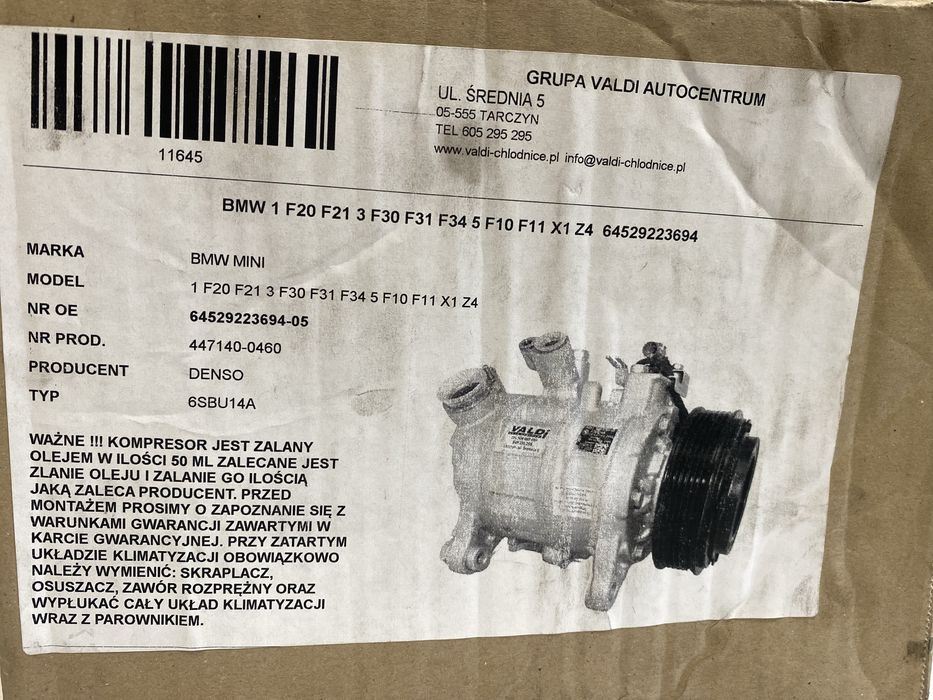 11645
GRUPA VALDI AUTOCENTRUM
UL. ŚREDNIA 5
05-555 TARCZYN
TEL 605 295 295
www.valdi-chlodnice.pl info@valdi-chlodnice.pl
BMW 1 F20 F21 3 F30 F31 F34 5 F10 F11 X1 Z4 64529223694
MARKA BMW MINI
MODEL 1 F20 F21 3 F30 F31 F34 5 F10 F11 X1 Z4
NR OE 64529223694-05
NR PROD. 447140-0460
PRODUCENT DENSO
TYP 6SBU14A
WAŻNE !!! KOMPRESOR JEST ZALANY
OLEJEM W ILOŚCI 50 ML ZALECANE JEST
ZLANIE OLEJU I ZALANIE GO ILOŚCIĄ
JAKĄ ZALECA PRODUCENT. PRZED
MONTAŻEM PROSIMY O ZAPOZNANIE SIĘ Z
WARUNKAMI GWARANCJI ZAWARTYMI W
KARCIE GWARANCYJNEJ. PRZY ZATARTYM
UKŁADZIE KLIMATYZACJI OBOWIĄZKOWO
NALEŻY WYMIENIĆ: SKRAPLACZ,
OSUSZACZ, ZAWÓR ROZPRĘŻNY ORAZ
WYPŁUKAĆ CAŁY UKŁAD KLIMATYZACJI
WRAZ Z PAROWNIKIEM.
VALDI